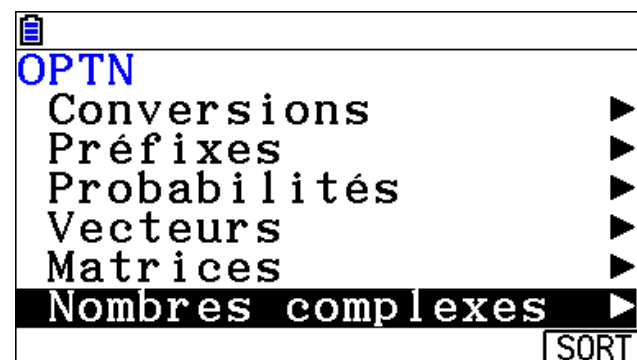 OPTN
Conversions
Préfixes
Probabilités
Vecteurs
Matrices
Nombres complexes
SORT